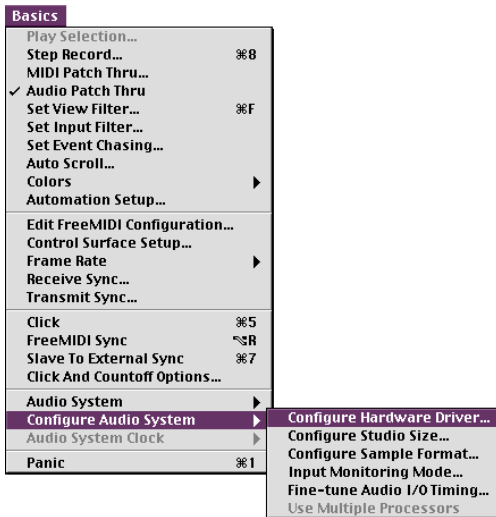 Basics
Play Selection...
Step Record... ⌘8
MIDI Patch Thru...
✓ Audio Patch Thru
Set View Filter... ⌘F
Set Input Filter...
Set Event Chasing...
Auto Scroll...
Colors ▶
Automation Setup...
Edit FreeMIDI Configuration...
Control Surface Setup...
Frame Rate ▶
Receive Sync...
Transmit Sync...
Click ⌘5
FreeMIDI Sync ⌥R
Slave To External Sync ⌘7
Click And Countoff Options...
Audio System ▶
Configure Audio System ▶
Audio System Clock ▶
Panic ⌘1
Configure Hardware Driver...
Configure Studio Size...
Configure Sample Format...
Input Monitoring Mode...
Fine-tune Audio I/O Timing...
Use Multiple Processors